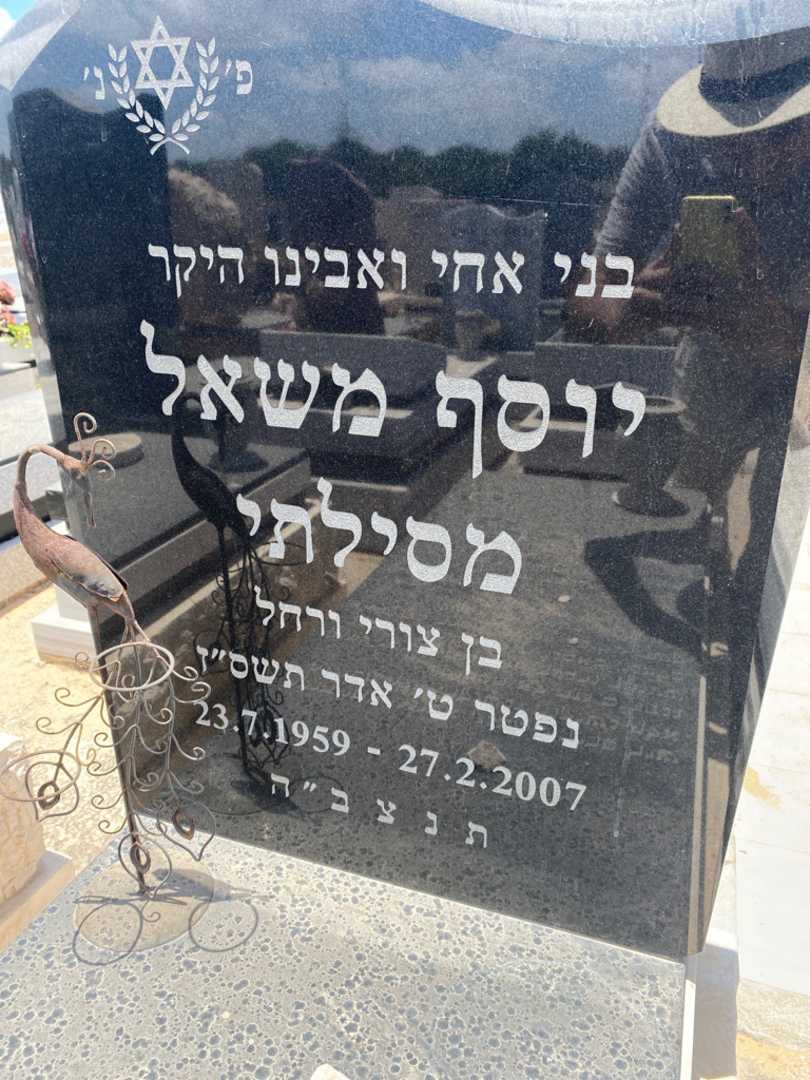 פ׳ נ׳
בני אחי ואבינו היקר
יוסף משאל
מסילתי
בן צורי ורחל
נפטר ט׳ אדר תשס״ז
23.7.1959 - 27.2.2007
ת נ צ ב ״ ה